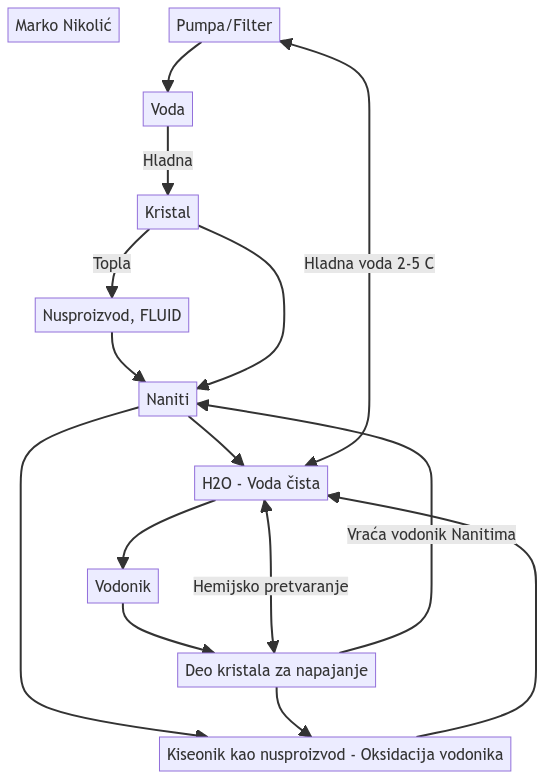 Marko Nikolić
Pumpa/Filter
Voda
Hladna
Kristal
Topla
Hladna voda 2-5 C
Nusproizvod, FLUID
Naniti
H2O - Voda čista
Vraća vodonik Nanitima
Vodonik
Hemijsko pretvaranje
Deo kristala za napajanje
Kiseonik kao nusproizvod - Oksidacija vodonika